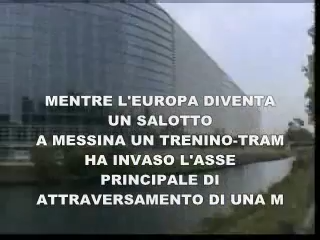 MENTRE L'EUROPA DIVENTA
UN SALOTTO
A MESSINA UN TRENINO-TRAM
HA INVASO L'ASSE
PRINCIPALE DI
ATTRAVERSAMENTO DI UNA M